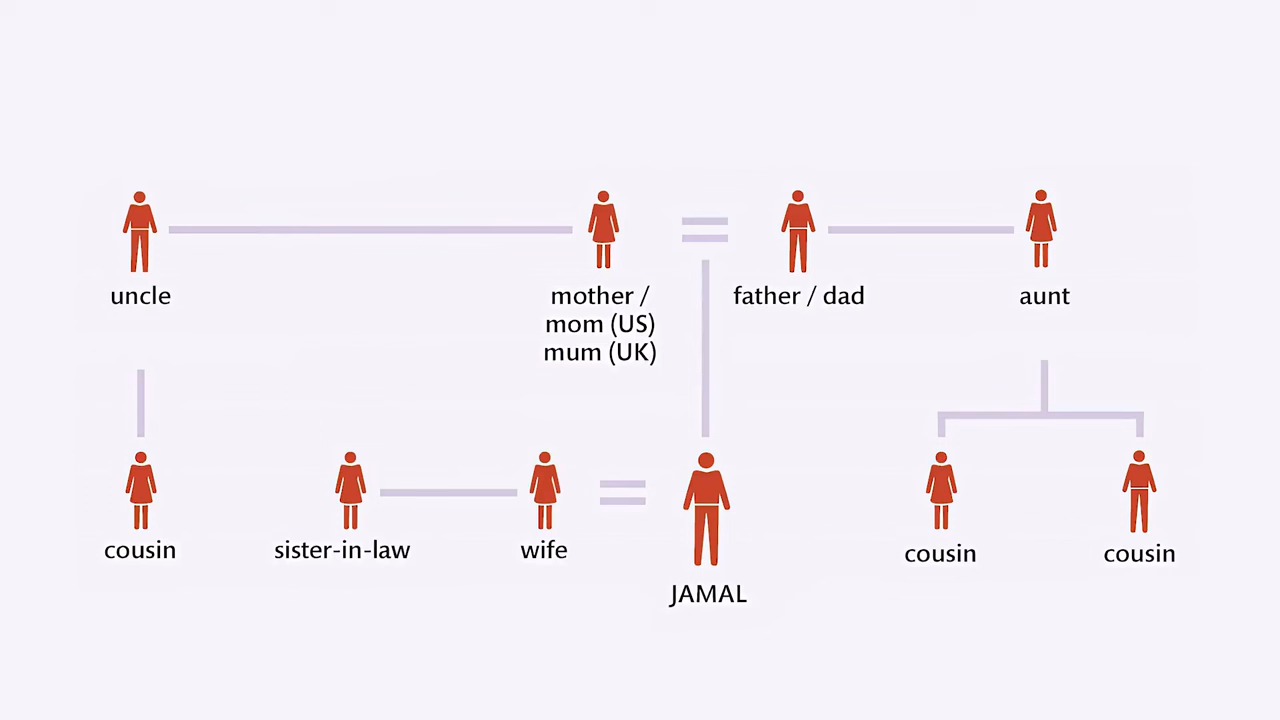 uncle
mother /
mom (US)
mum (UK)
father / dad
aunt
cousin
sister-in-law
wife
JAMAL
cousin
cousin